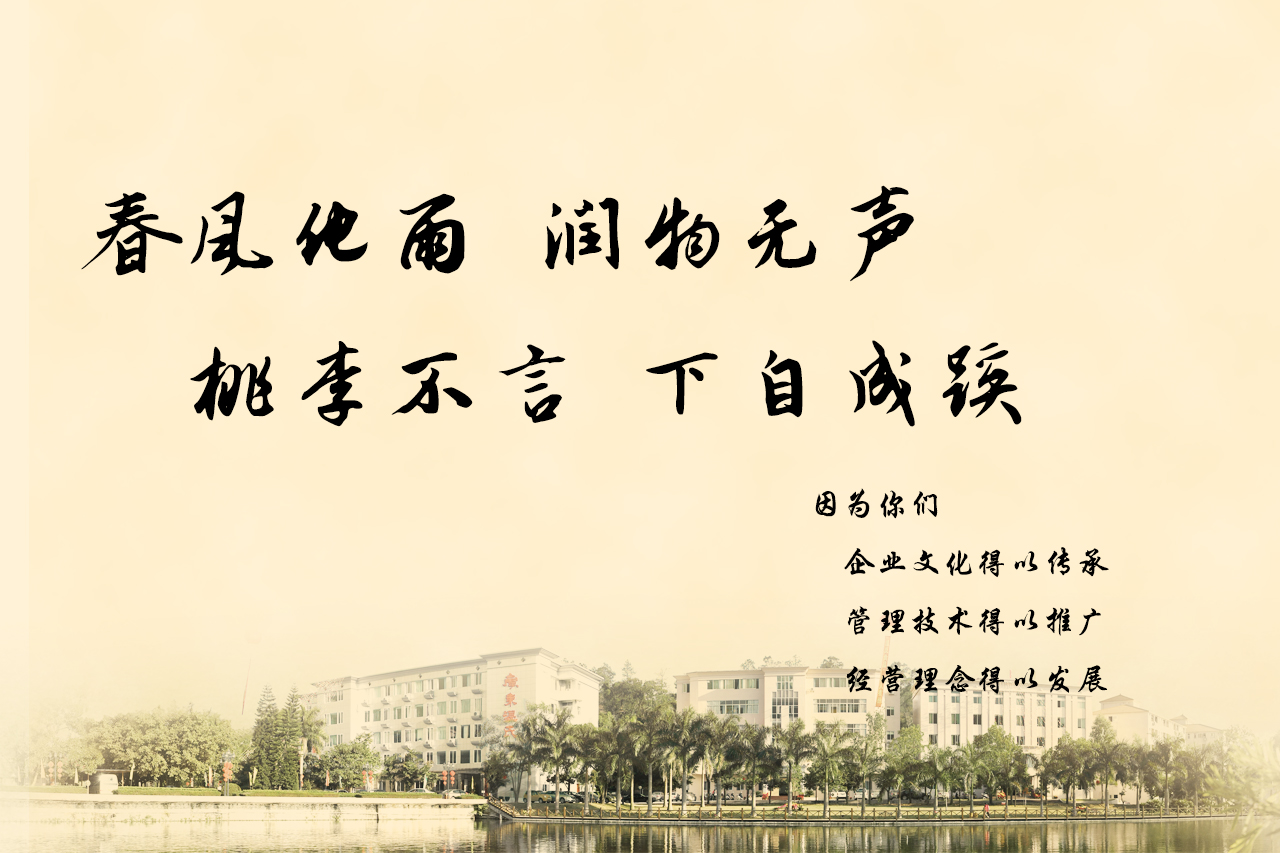 春风化雨 润物无声
桃李不言 下自成蹊
因为你们
企业文化得以传承
管理技术得以推广
经营理念得以发展